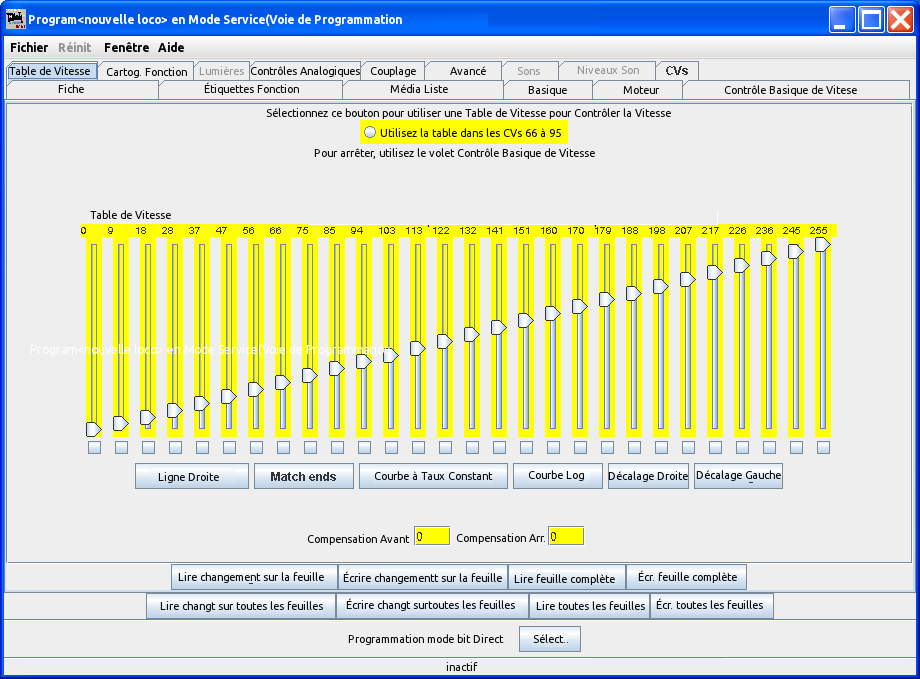 Program<nouvelle loco> en Mode Service(Voie de Programmation
Fichier Réinit Fenêtre Aide
Table de Vitesse Cartog. Fonction Lumières Contrôles Analogiques Couplage Avancé Sons Niveaux Son CVs
Fiche Étiquettes Fonction Média Liste Basique Moteur Contrôle Basique de Vitese
Sélectionnez ce bouton pour utiliser une Table de Vitesse pour Contrôler la Vitesse
Utilisez la table dans les CVs 66 à 95
Pour arrêter, utilisez le volet Contrôle Basique de Vitesse
Table de Vitesse
0 9 18 28 37 47 56 66 75 85 94 103 113 122 132 141 151 160 170 179 188 198 207 217 226 236 245 255
Program<nouvelle loco> en Mode Service(Voie de Programmation
Ligne Droite Match ends Courbe à Taux Constant Courbe Log Décalage Droite Décalage Gauche
Compensation Avant 0 Compensation Arr. 0
Lire changement sur la feuille Écrire changementt sur la feuille Lire feuille complète Écr. feuille complète
Lire changt sur toutes les feuilles Écrire changt surtoutes les feuilles Lire toutes les feuilles Écr. toutes les feuilles
Programmation mode bit Direct Sélect..
inactif